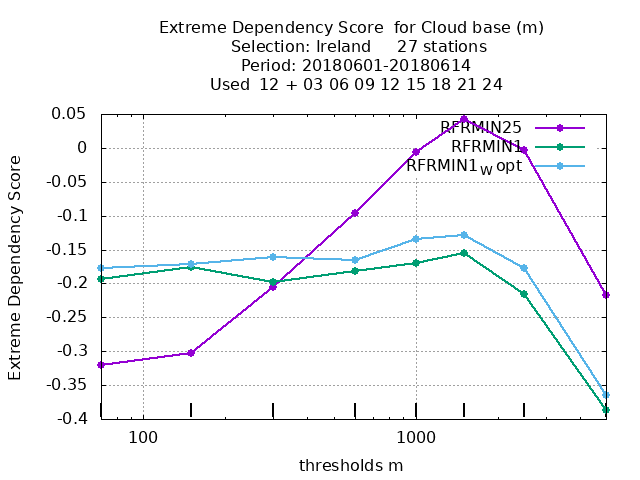 Extreme Dependency Score  for Cloud base (m)
Selection: Ireland     27 stations
Period: 20180601-20180614
Used  12 + 03 06 09 12 15 18 21 24
0.05
0
-0.05
-0.1
-0.15
-0.2
-0.25
-0.3
-0.35
-0.4
Extreme Dependency Score
RFRMIN25
RFRMIN1
RFRMIN1W opt
100
1000
thresholds m